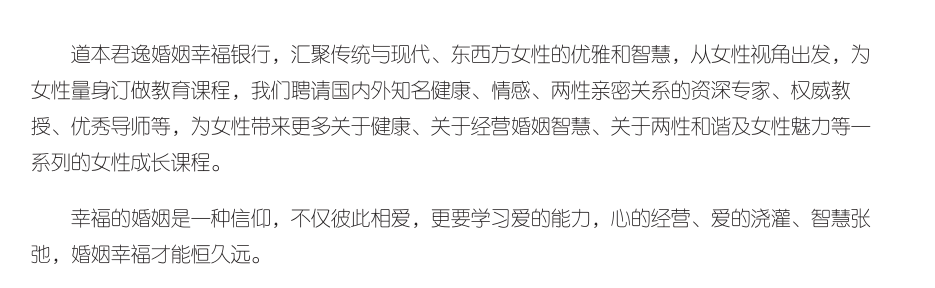 道本君逸婚姻幸福银行，汇聚传统与现代、东西方女性的优雅和智慧，从女性视角出发，为
女性量身订做教育课程，我们聘请国内外知名健康、情感、两性亲密关系的资深专家、权威教
授、优秀导师等，为女性带来更多关于健康、关于经营婚姻智慧、关于两性和谐及女性魅力等一
系列的女性成长课程。
幸福的婚姻是一种信仰，不仅彼此相爱，更要学习爱的能力，心的经营、爱的浇灌、智慧张
弛，婚姻幸福才能恒久远。